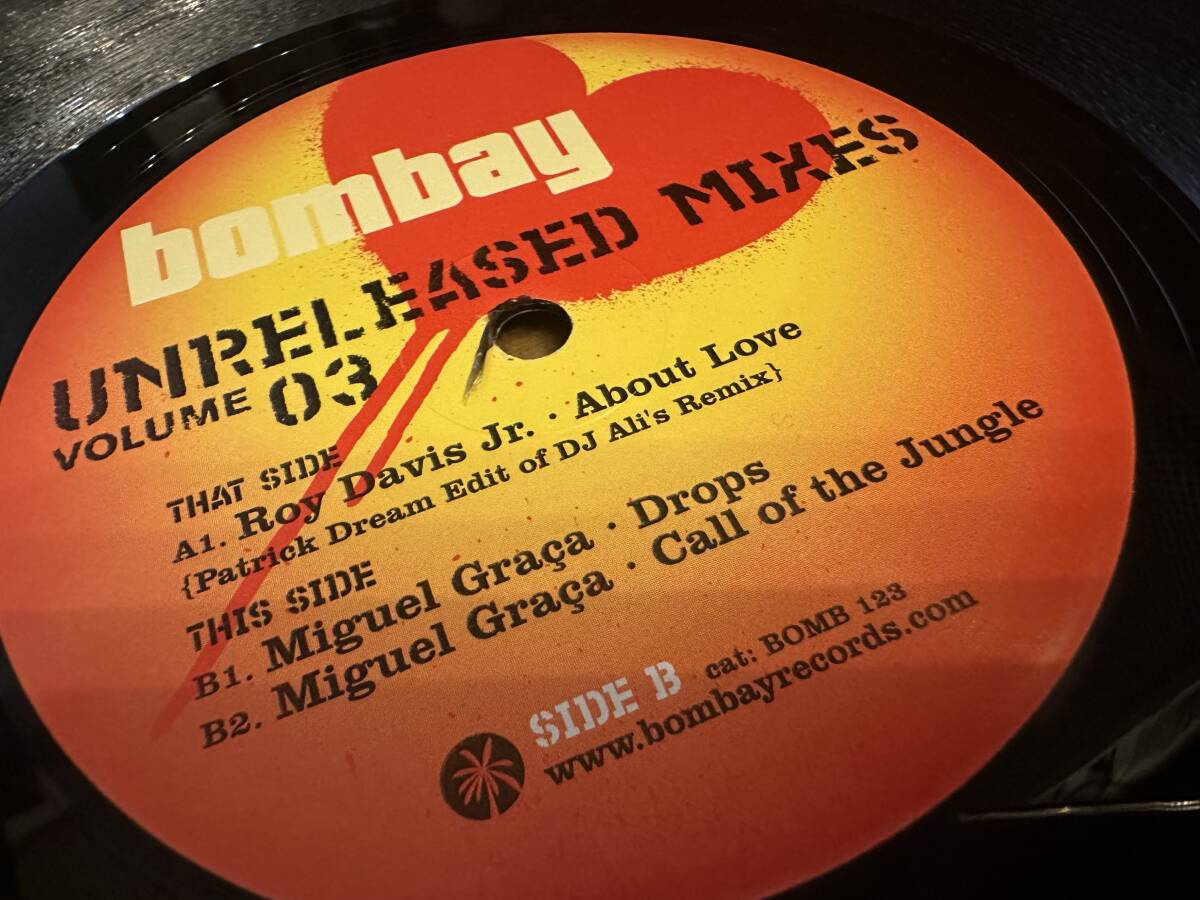 bombay
UNRELEASED MIXES
VOLUME 03
THAT SIDE
A1. Roy Davis Jr. · About Love
{Patrick Dream Edit of DJ Ali's Remix}
THIS SIDE
B1. Miguel Graça · Drops
B2. Miguel Graça · Call of the Jungle
SIDE B cat: BOMB 123
www.bombayrecords.com